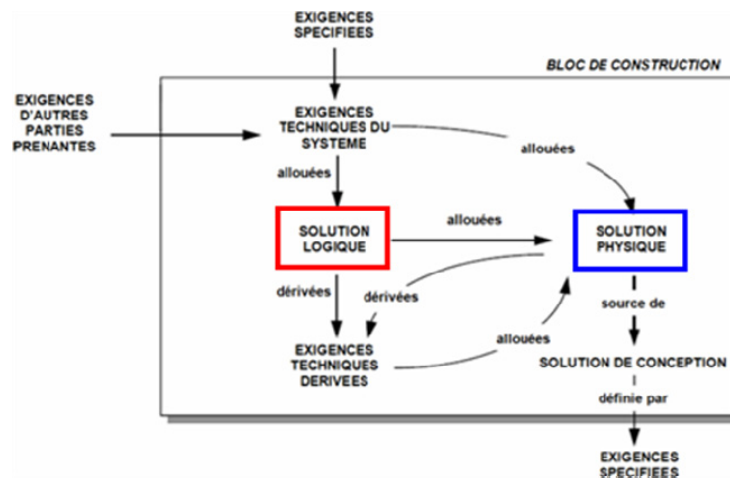 EXIGENCES
SPECIFIEES
BLOC DE CONSTRUCTION
EXIGENCES
D'AUTRES
PARTIES
PRENANTES
EXIGENCES
TECHNIQUES DU
SYSTEME
allouées
allouées
SOLUTION
LOGIQUE
allouées
SOLUTION
PHYSIQUE
dérivées
dérivées
source de
allouées
EXIGENCES
TECHNIQUES
DERIVEES
SOLUTION DE CONCEPTION
définie par
EXIGENCES
SPECIFIEES